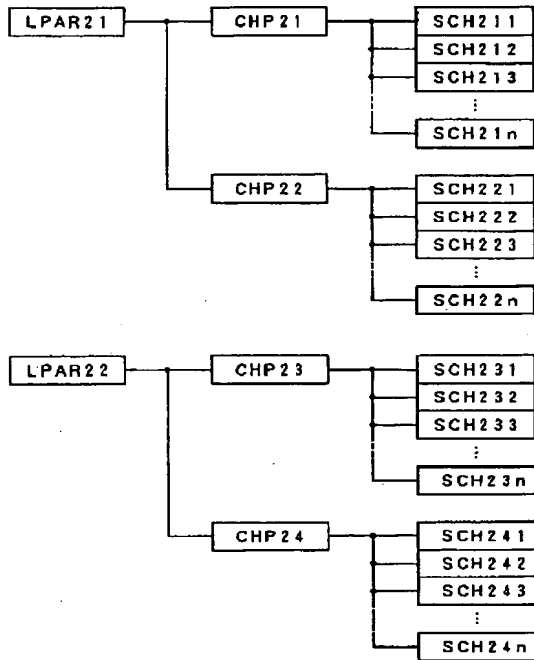 LPAR21 CHP21 SCH211
SCH212
SCH213
⋮
SCH21n
CHP22 SCH221
SCH222
SCH223
⋮
SCH22n
LPAR22 CHP23 SCH231
SCH232
SCH233
⋮
SCH23n
CHP24 SCH241
SCH242
SCH243
⋮
SCH24n